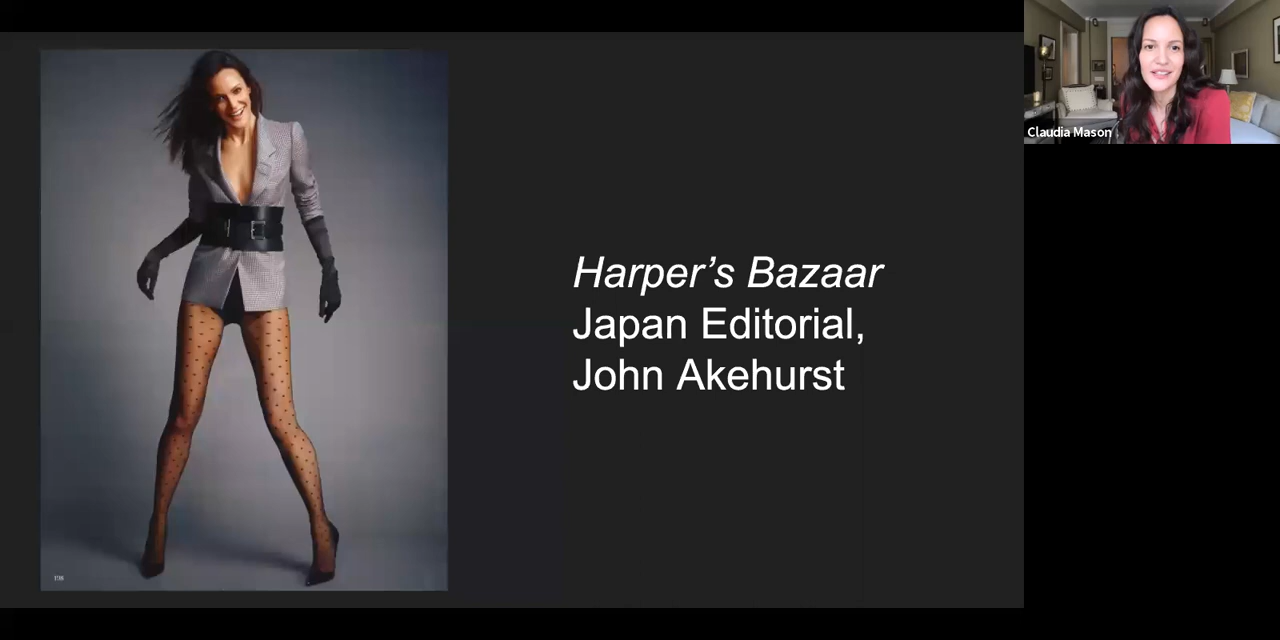 Harper’s Bazaar
Japan Editorial,
John Akehurst
Claudia Mason